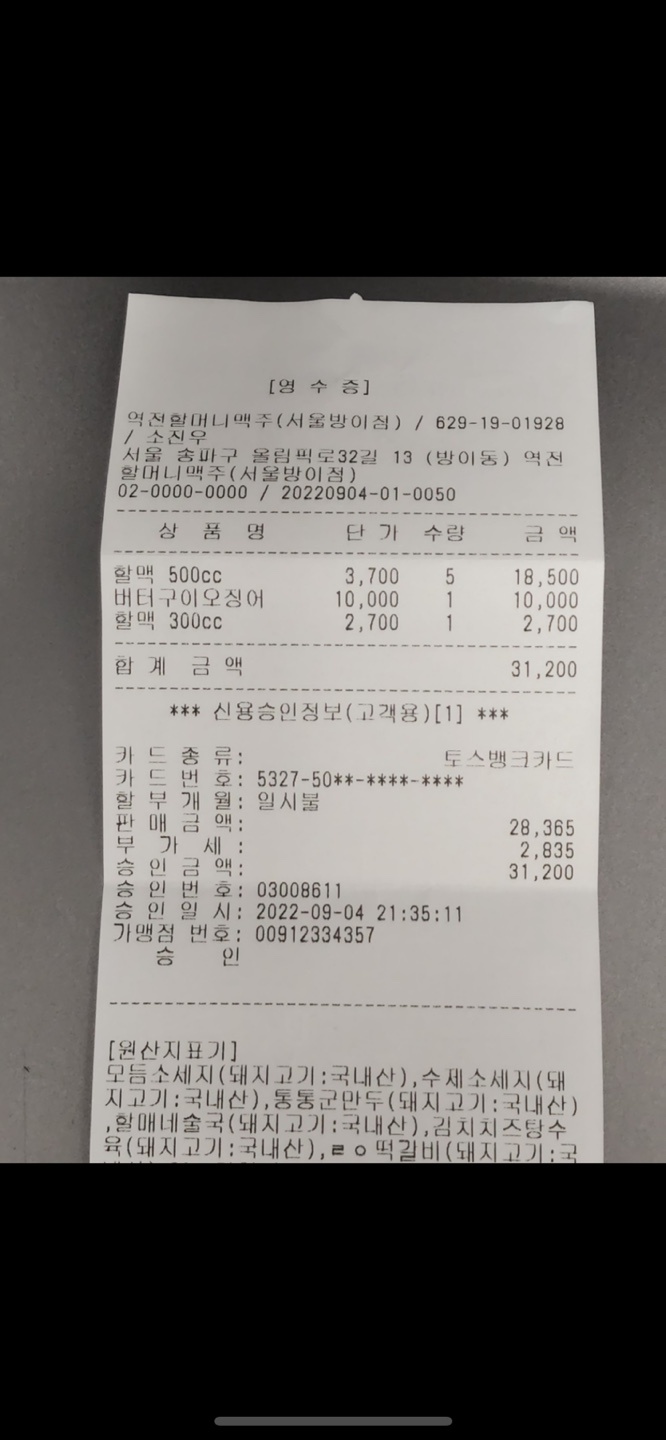 [영 수 증]
역전할머니맥주(서울방이점) / 629-19-01928
/ 소진우
서울 송파구 올림픽로32길 13 (방이동) 역전
할머니맥주(서울방이점)
02-0000-0000 / 20220904-01-0050
상 품 명 단 가 수량 금 액
할맥 500cc 3,700 5 18,500
버터구이오징어 10,000 1 10,000
할맥 300cc 2,700 1 2,700
합 계 금 액 31,200
*** 신용승인정보(고객용)[1] ***
카 드 종 류: 토스뱅크카드
카 드 번 호: 5327-50**-****-****
할 부 개 월: 일시불
판 매 금 액: 28,365
부 가 세 : 2,835
승 인 금 액: 31,200
승 인 번 호: 03008611
승 인 일 시: 2022-09-04 21:35:11
가맹점 번호: 00912334357
승 인
[원산지표기]
모듬소세지(돼지고기:국내산),수제소세지(돼
지고기:국내산),통통군만두(돼지고기:국내산)
,할매네술국(돼지고기:국내산),김치치즈탕수
육(돼지고기:국내산),ㄹㅇ떡갈비(돼지고기:국